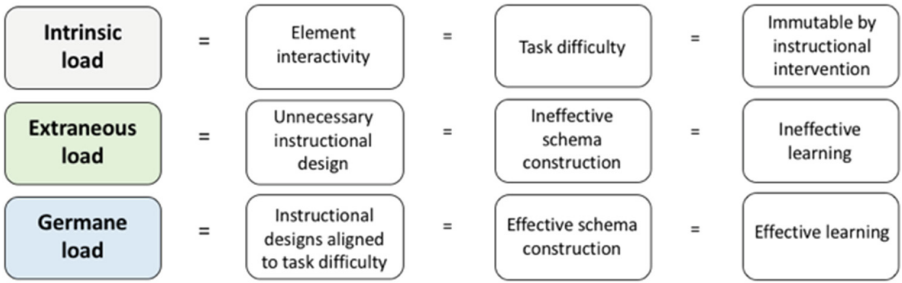 Intrinsic
load
=
Element
interactivity
=
Task difficulty
=
Immutable by
instructional
intervention
Extraneous
load
=
Unnecessary
instructional
design
=
Ineffective
schema
construction
=
Ineffective
learning
Germane
load
=
Instructional
designs aligned
to task difficulty
=
Effective schema
construction
=
Effective learning